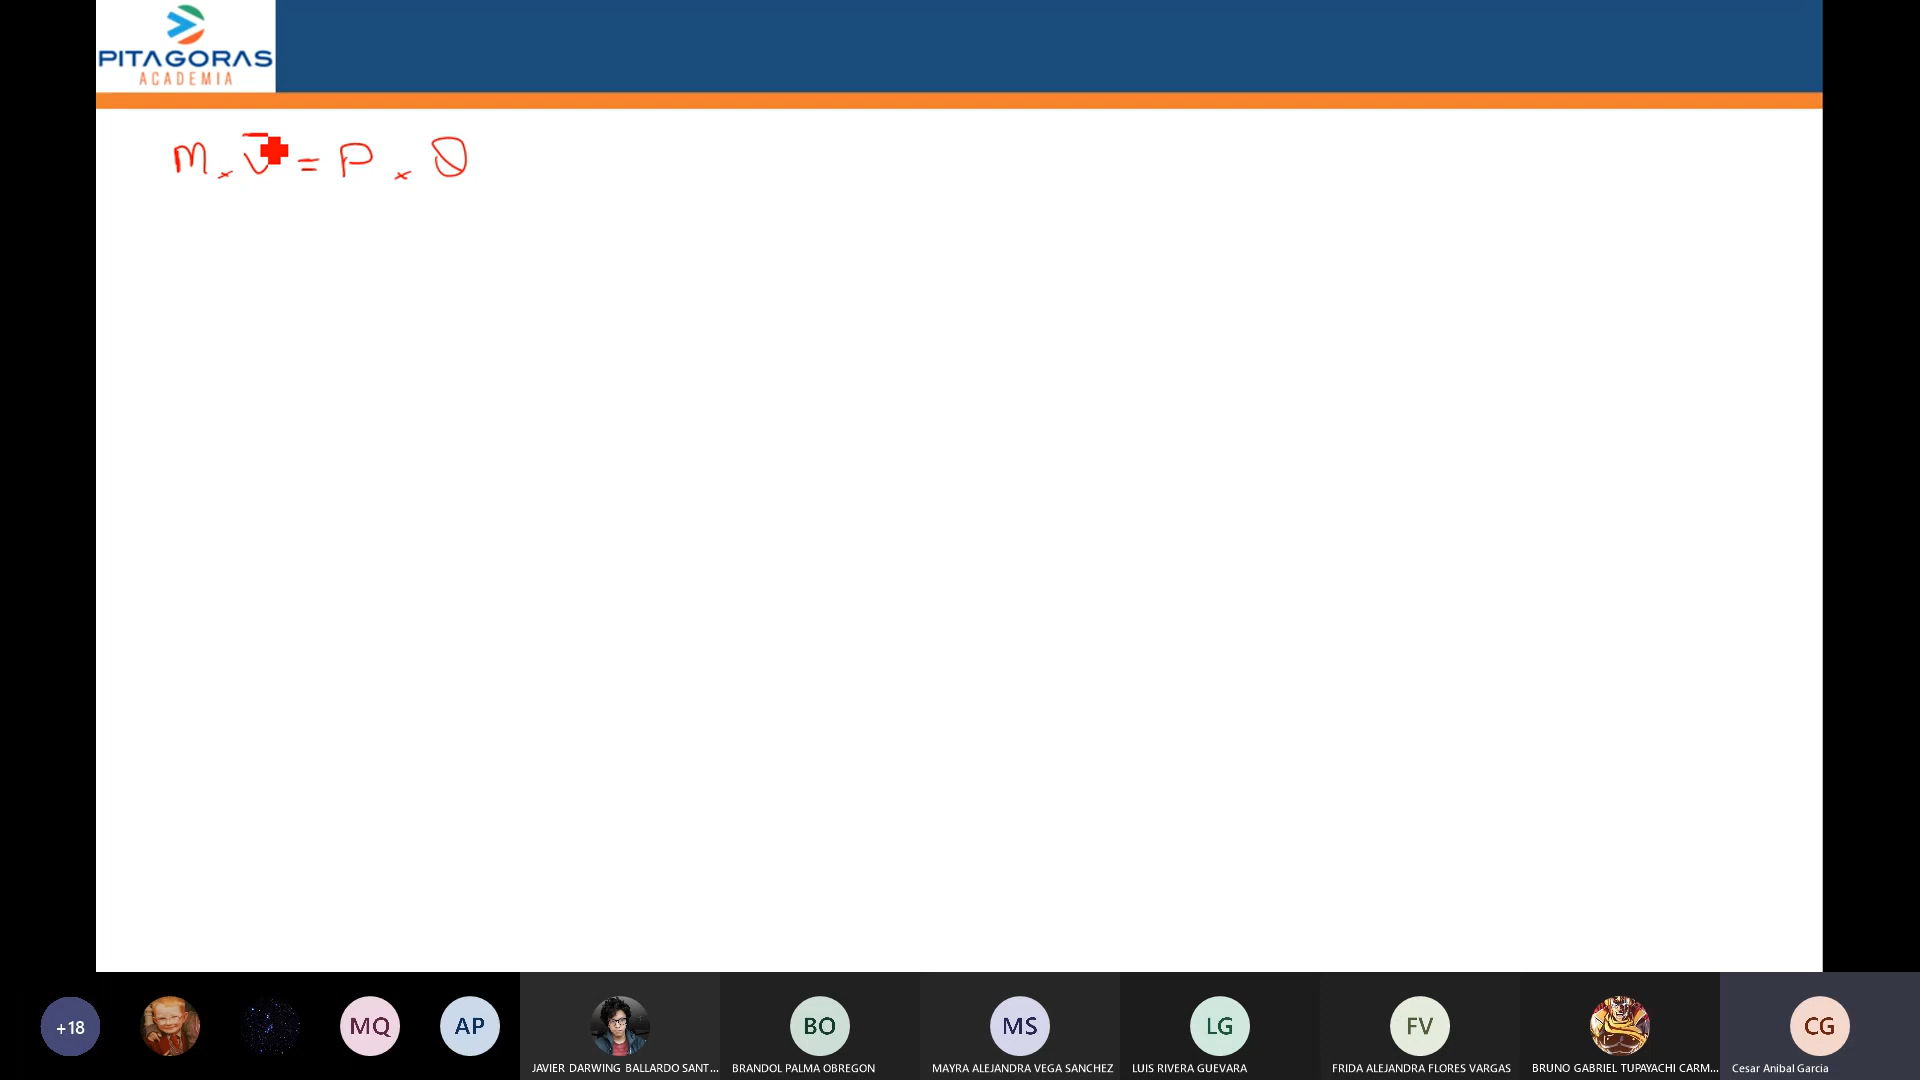 PITAGORAS
ACADEMIA
M × V̅ = P × Q
+18
MQ
AP
BO
MS
LG
FV
CG
JAVIER DARWING BALLARDO SANT...
BRANDOL PALMA OBREGON
MAYRA ALEJANDRA VEGA SANCHEZ
LUIS RIVERA GUEVARA
FRIDA ALEJANDRA FLORES VARGAS
BRUNO GABRIEL TUPAYACHI CARM...
Cesar Anibal Garcia